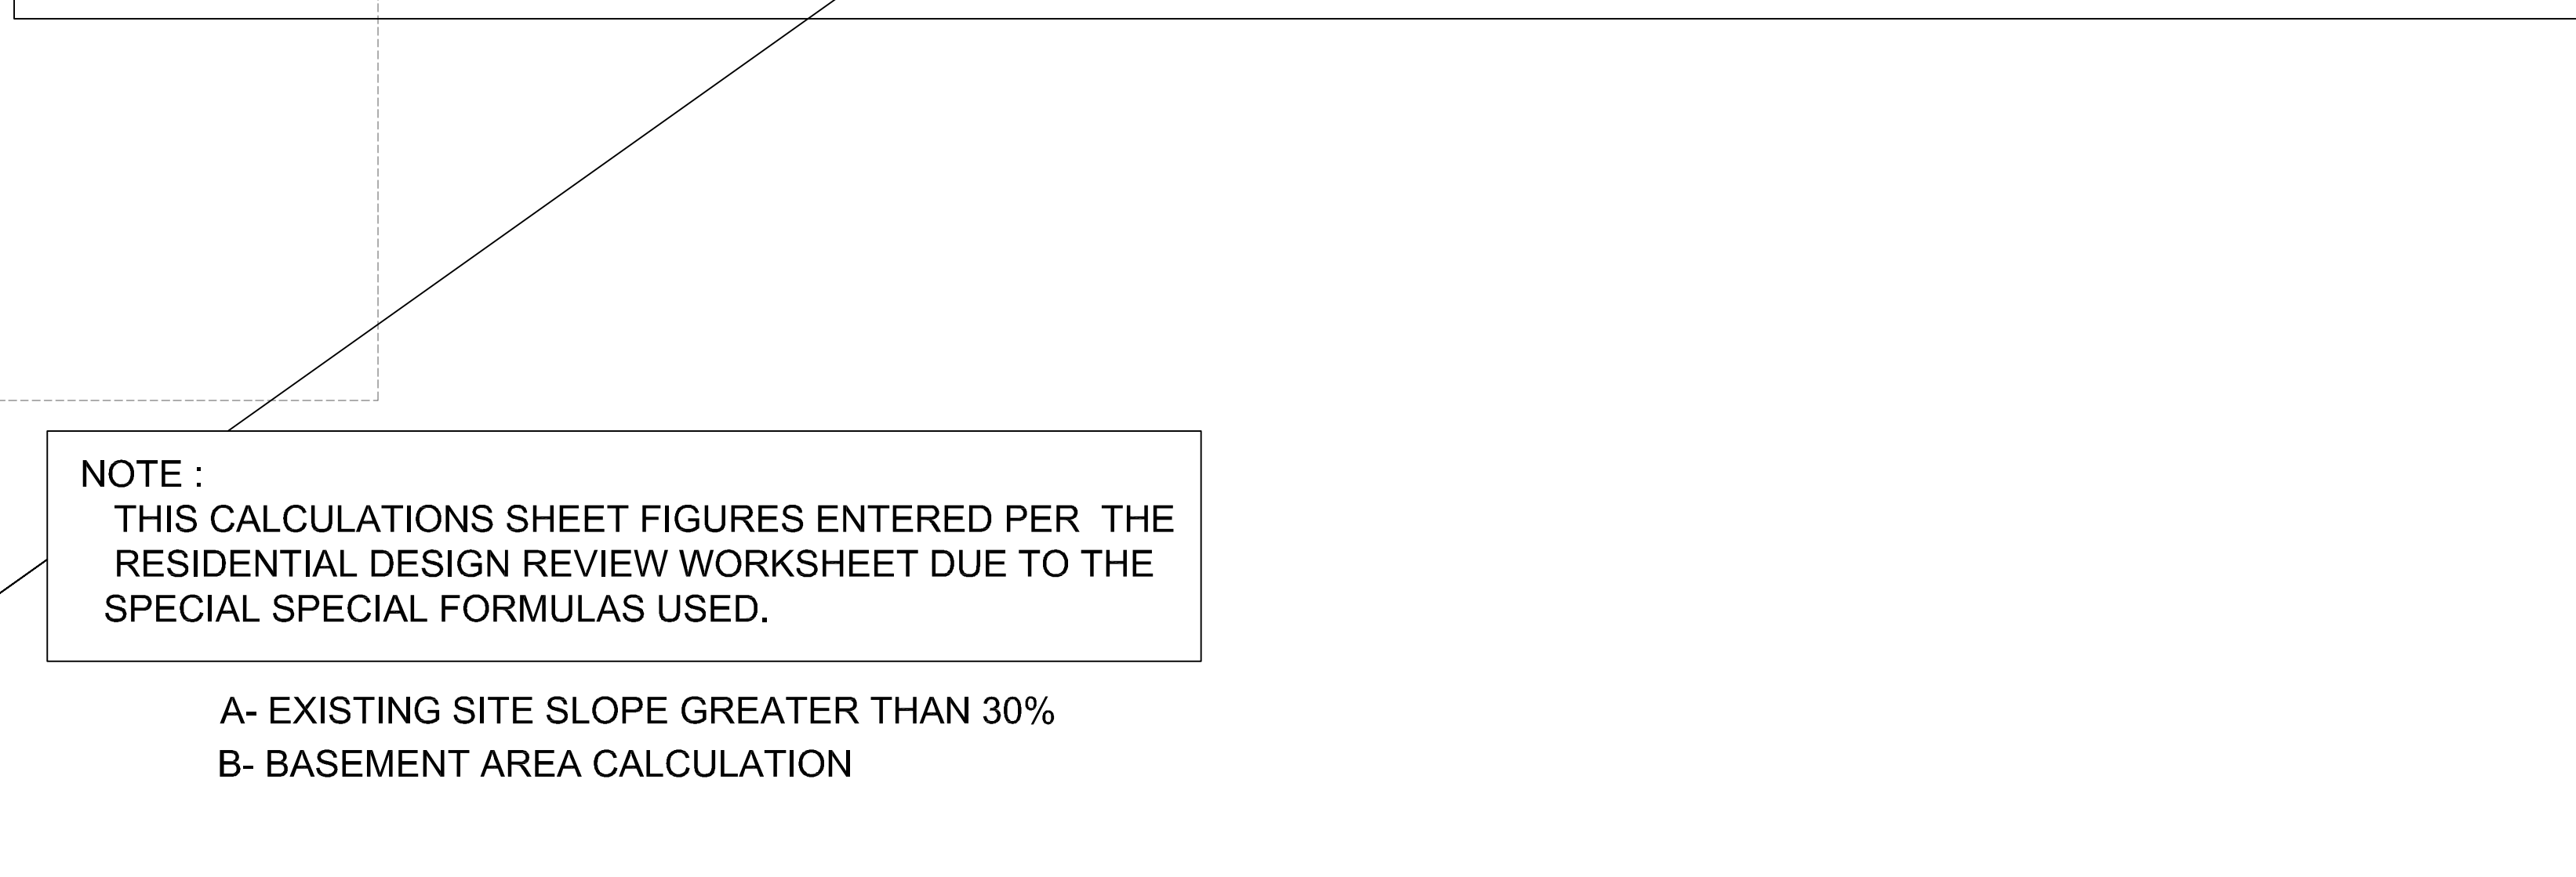 NOTE :
THIS CALCULATIONS SHEET FIGURES ENTERED PER THE
RESIDENTIAL DESIGN REVIEW WORKSHEET DUE TO THE
SPECIAL SPECIAL FORMULAS USED.
A- EXISTING SITE SLOPE GREATER THAN 30%
B- BASEMENT AREA CALCULATION